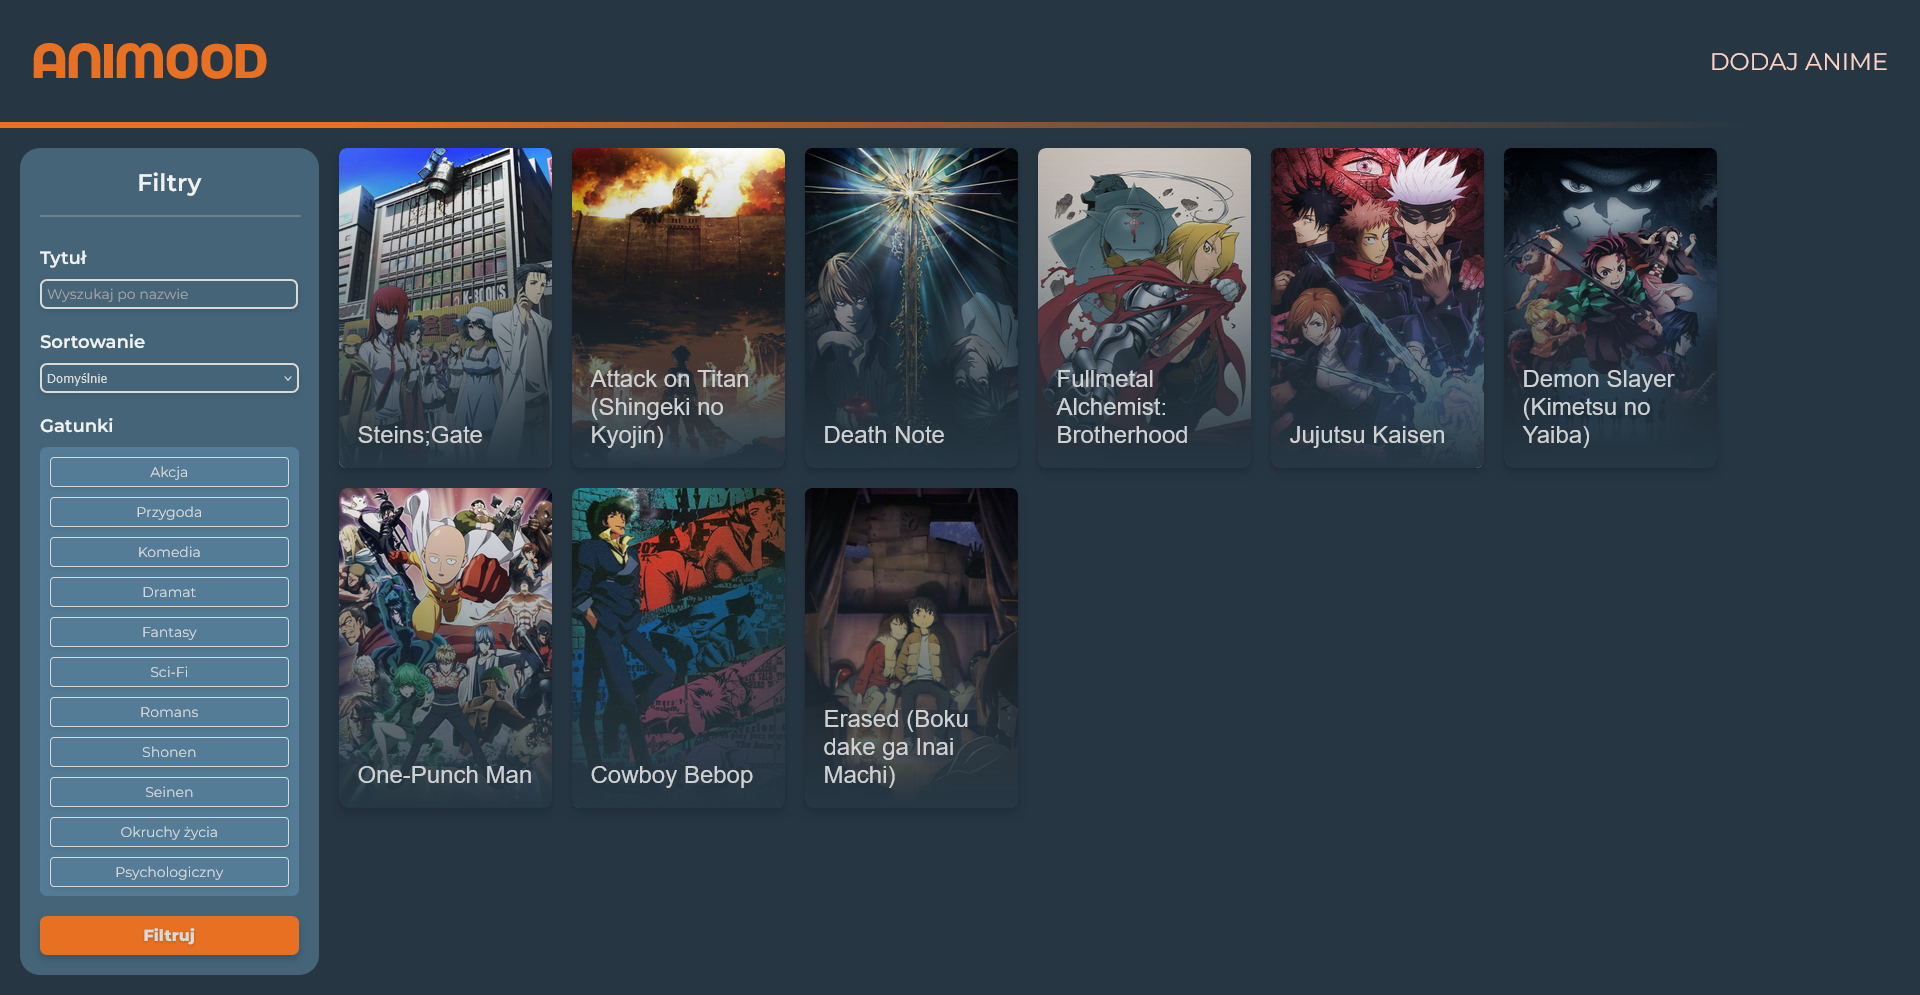 ANIMOOD
DODAJ ANIME
Filtry
Tytuł
Wyszukaj po nazwie
Sortowanie
Domyślnie
Gatunki
Akcja
Przygoda
Komedia
Dramat
Fantasy
Sci-Fi
Romans
Shonen
Seinen
Okruchy życia
Psychologiczny
Filtruj
Steins;Gate
Attack on Titan
(Shingeki no
Kyojin)
Death Note
Fullmetal
Alchemist:
Brotherhood
Jujutsu Kaisen
Demon Slayer
(Kimetsu no
Yaiba)
One-Punch Man
Cowboy Bebop
Erased (Boku
dake ga Inai
Machi)